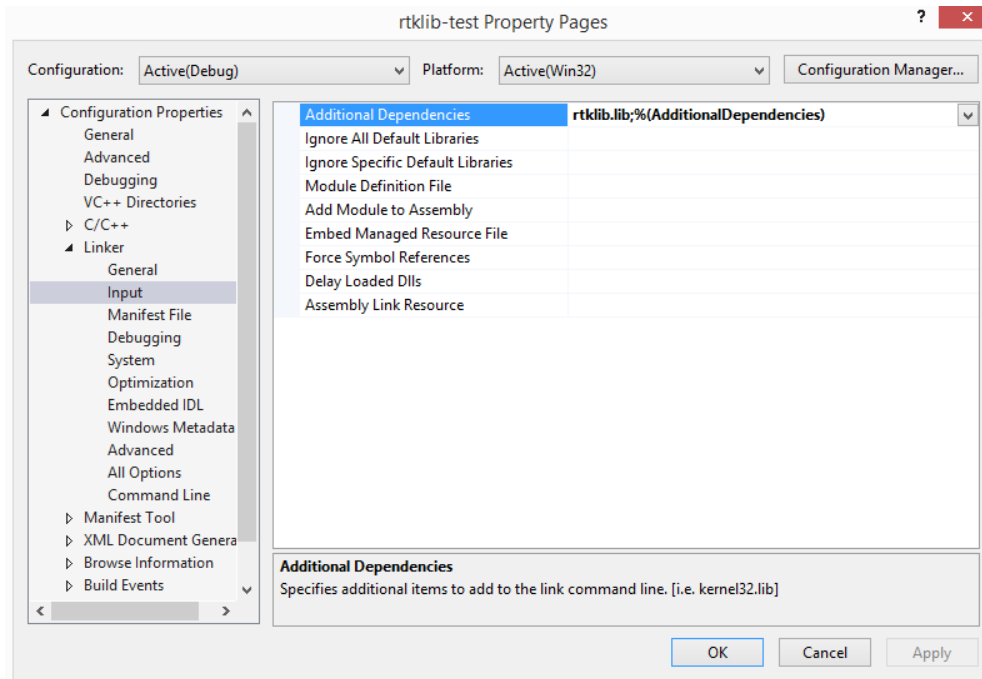 rtklib-test Property Pages
?
Configuration: Active(Debug) Platform: Active(Win32) Configuration Manager...
Configuration Properties
General
Advanced
Debugging
VC++ Directories
C/C++
Linker
General
Input
Manifest File
Debugging
System
Optimization
Embedded IDL
Windows Metadata
Advanced
All Options
Command Line
Manifest Tool
XML Document Genera
Browse Information
Build Events
Additional Dependencies rtklib.lib;%(AdditionalDependencies)
Ignore All Default Libraries
Ignore Specific Default Libraries
Module Definition File
Add Module to Assembly
Embed Managed Resource File
Force Symbol References
Delay Loaded Dlls
Assembly Link Resource
Additional Dependencies
Specifies additional items to add to the link command line. [i.e. kernel32.lib]
OK Cancel Apply